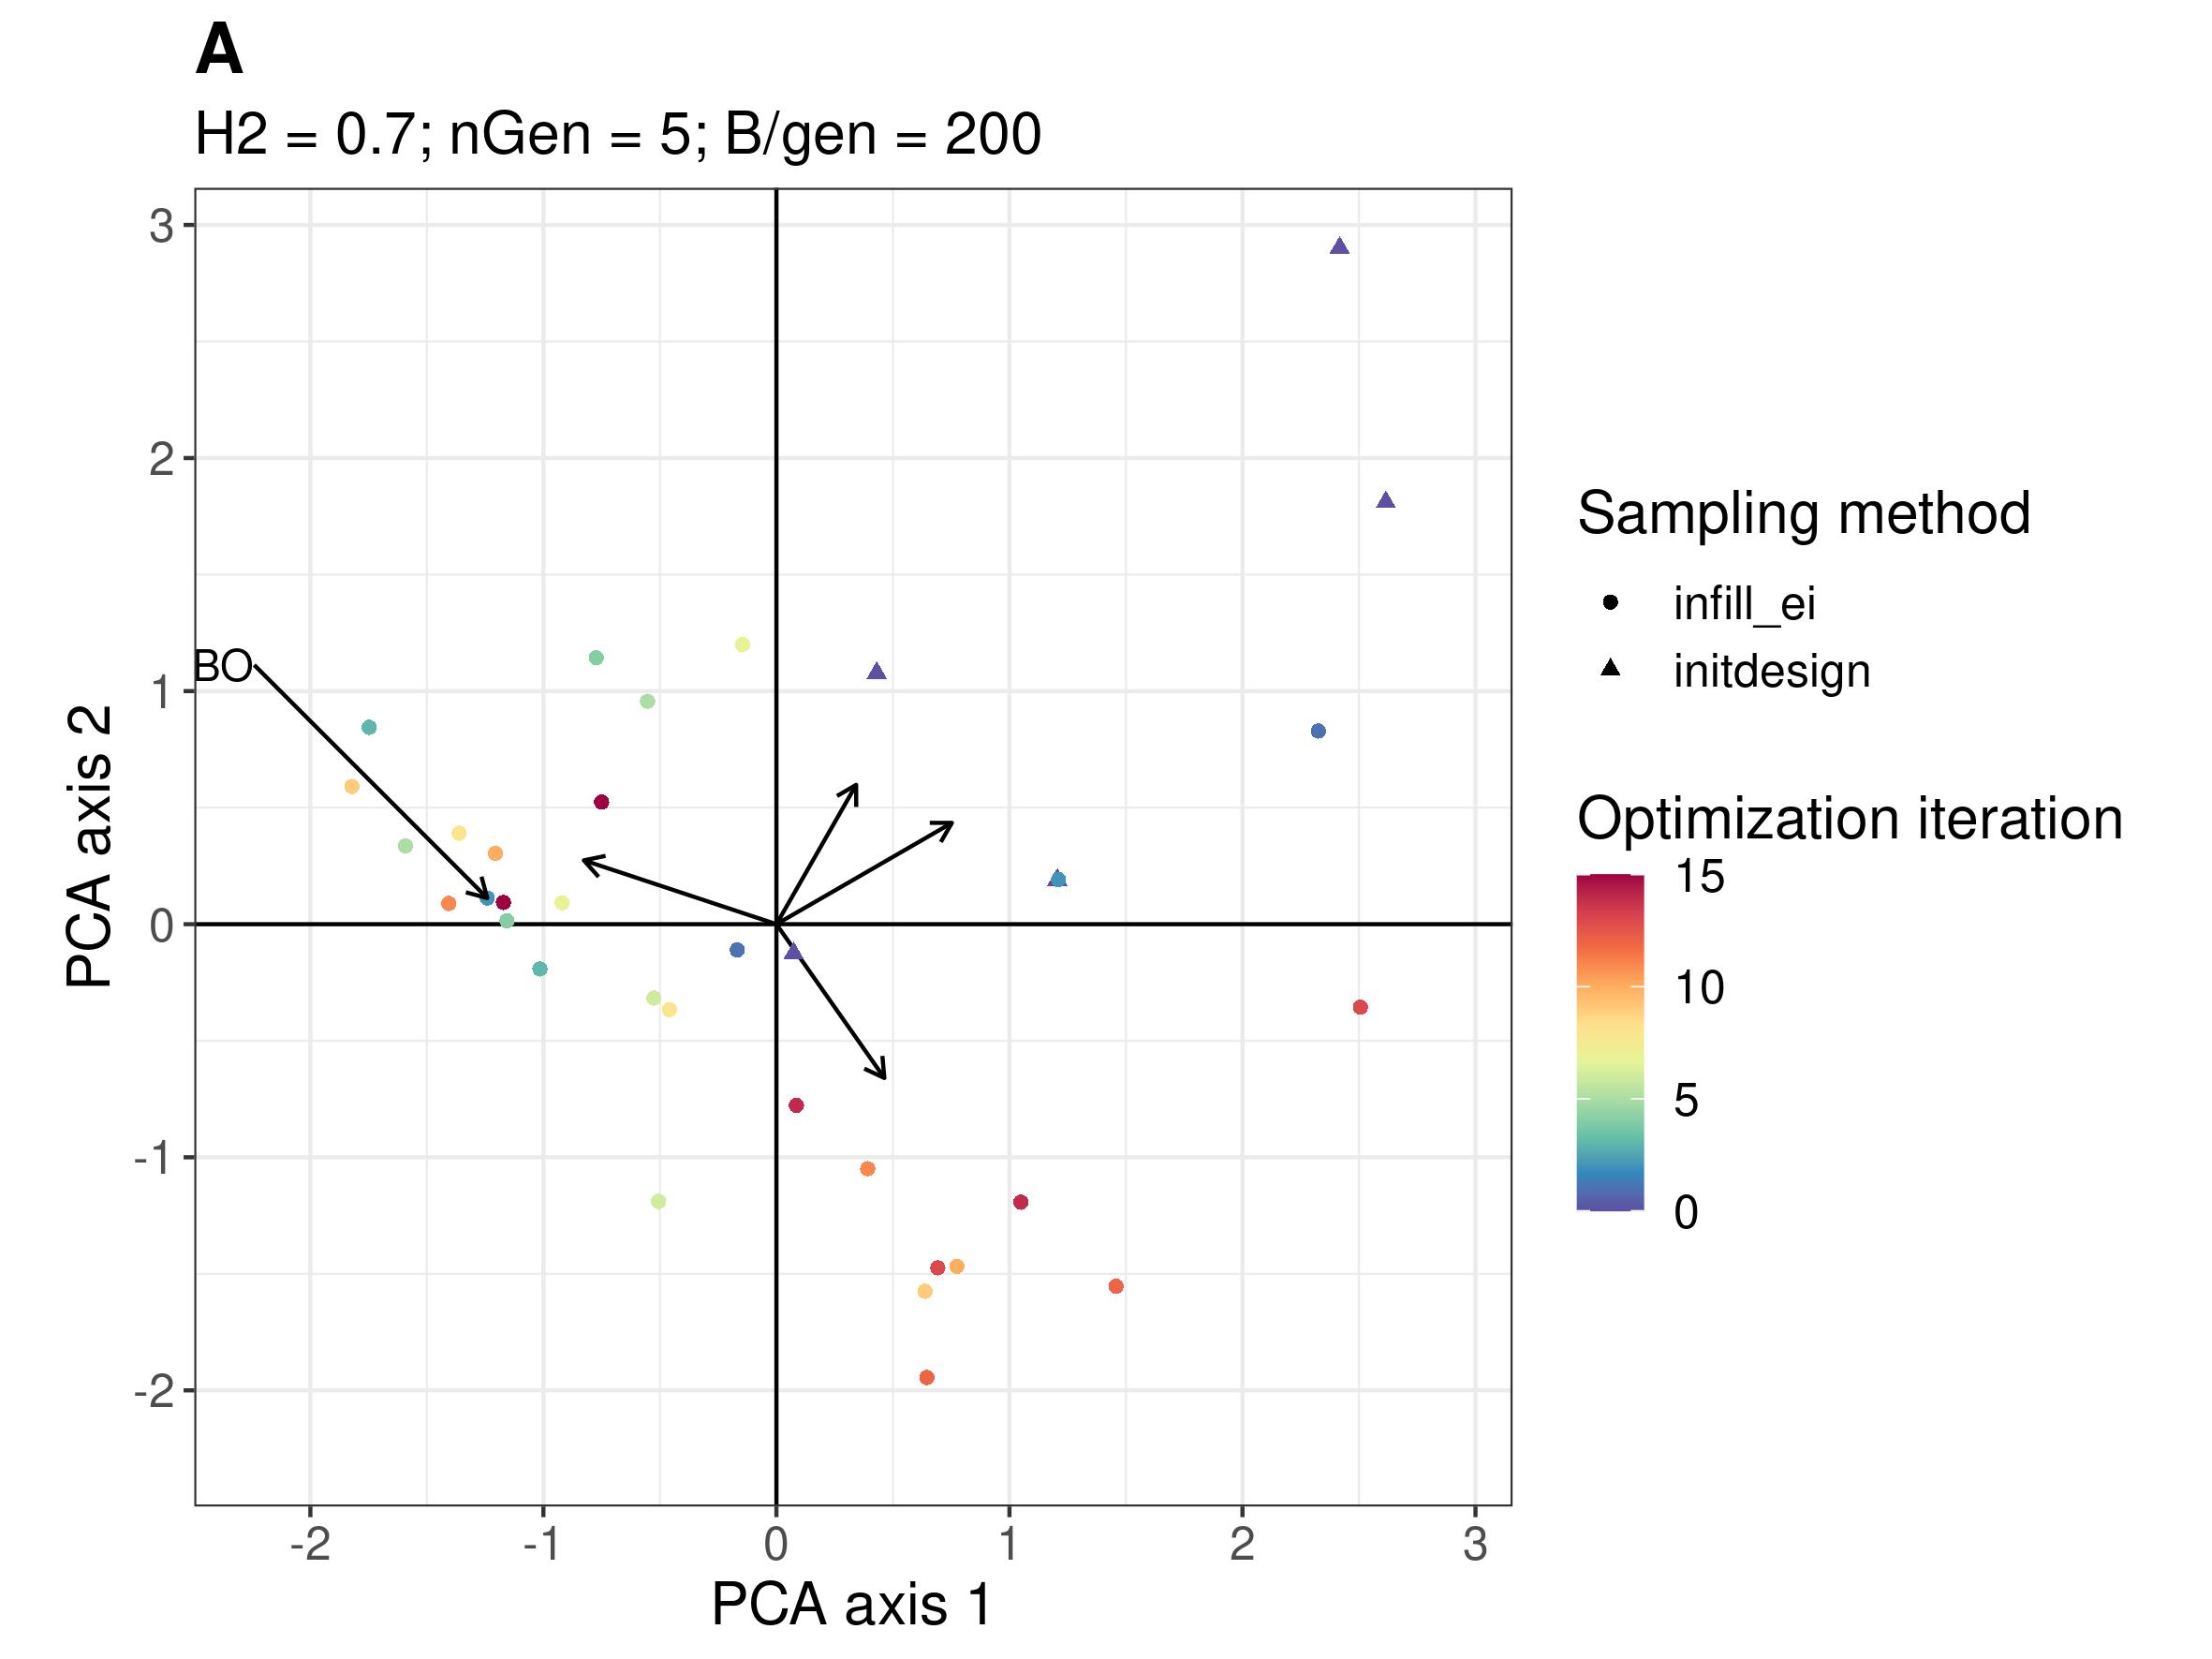 A
H2 = 0.7; nGen = 5; B/gen = 200
3
2
1
0
-1
-2
PCA axis 2
BO
-2 -1 0 1 2 3
PCA axis 1
Sampling method
infill_ei
initdesign
Optimization iteration
15
10
5
0